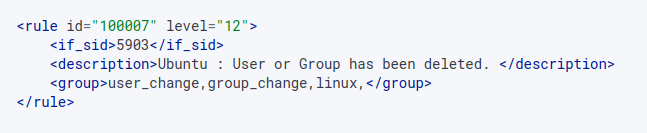 <rule id="100007" level="12">
<if_sid>5903</if_sid>
<description>Ubuntu : User or Group has been deleted. </description>
<group>user_change,group_change,linux,</group>
</rule>